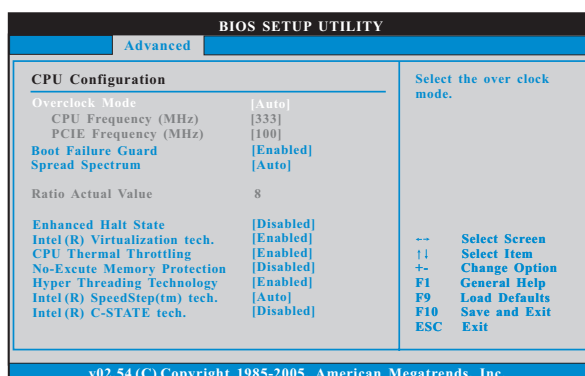 BIOS SETUP UTILITY
Advanced
CPU Configuration
Overclock Mode [Auto]
CPU Frequency (MHz) [333]
PCIE Frequency (MHz) [100]
Boot Failure Guard [Enabled]
Spread Spectrum [Auto]
Ratio Actual Value 8
Enhanced Halt State [Disabled]
Intel (R) Virtualization tech. [Enabled]
CPU Thermal Throttling [Enabled]
No-Excute Memory Protection [Disabled]
Hyper Threading Technology [Enabled]
Intel (R) SpeedStep(tm) tech. [Auto]
Intel (R) C-STATE tech. [Disabled]
Select the over clock
mode.
←→ Select Screen
↑↓ Select Item
+- Change Option
F1 General Help
F9 Load Defaults
F10 Save and Exit
ESC Exit
v02.54 (C) Copyright 1985-2005, American Megatrends, Inc.